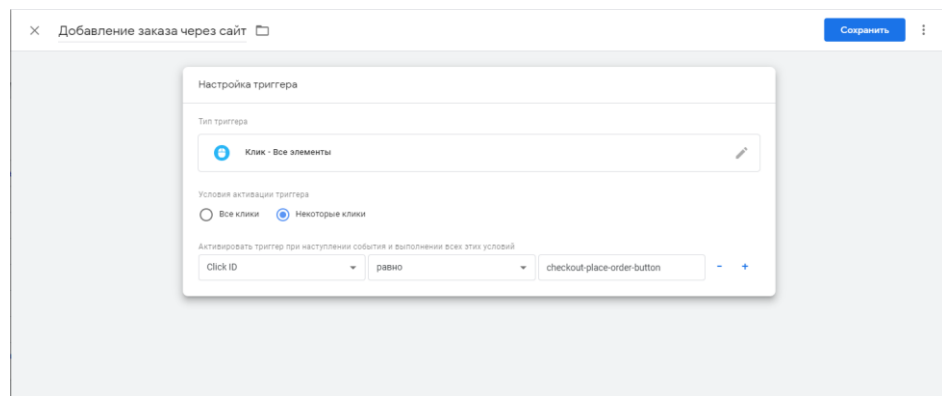 Добавление заказа через сайт
Сохранить
Настройка триггера
Тип триггера
Клик - Все элементы
Условия активации триггера
Все клики Некоторые клики
Активировать триггер при наступлении события и выполнении всех этих условий
Click ID равно checkout-place-order-button - +